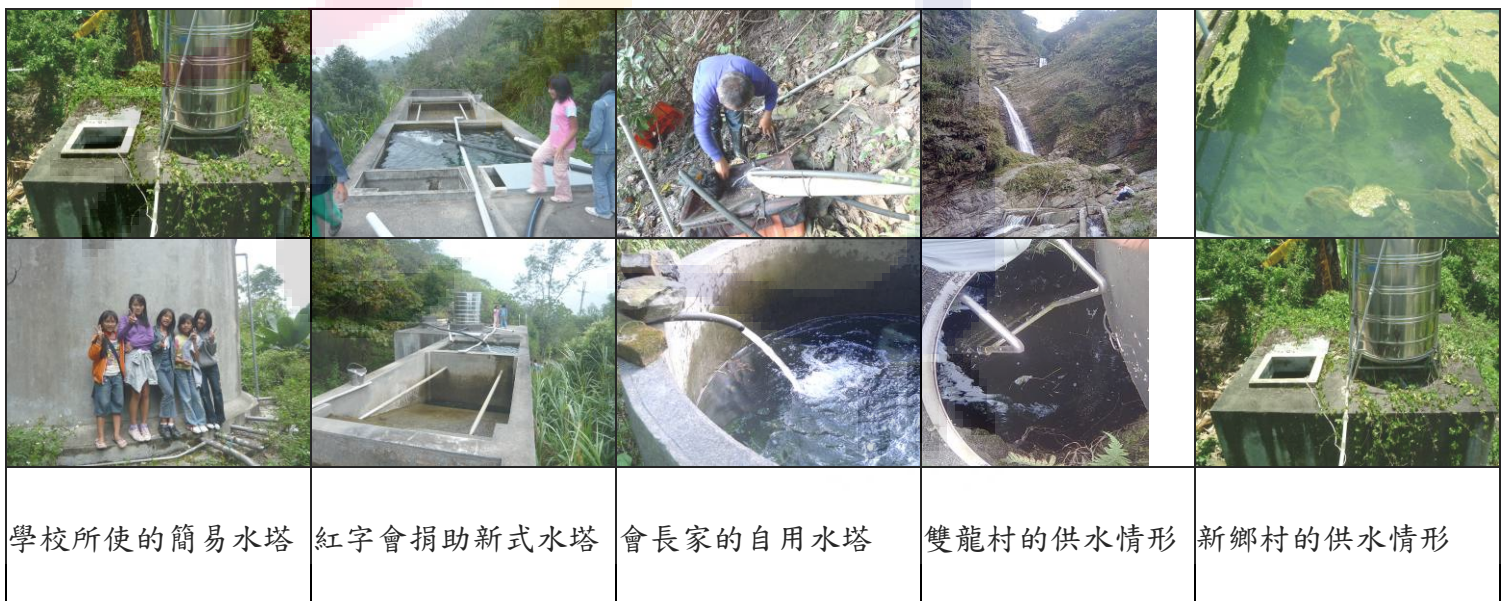 學校所使的簡易水塔
紅字會捐助新式水塔
會長家的自用水塔
雙龍村的供水情形
新鄉村的供水情形